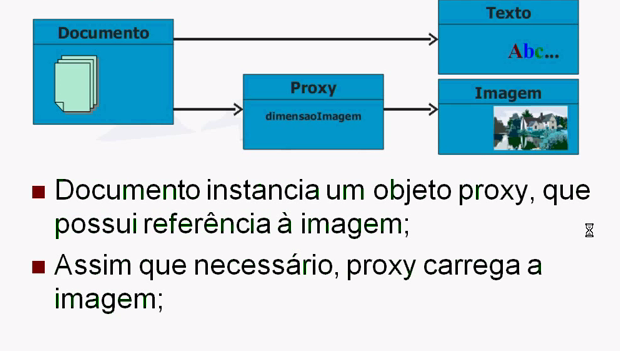 Texto
Documento
Abc...
Proxy
Imagem
dimensaoImagem
Documento instancia um objeto proxy, que
possui referência à imagem;
Assim que necessário, proxy carrega a
imagem;